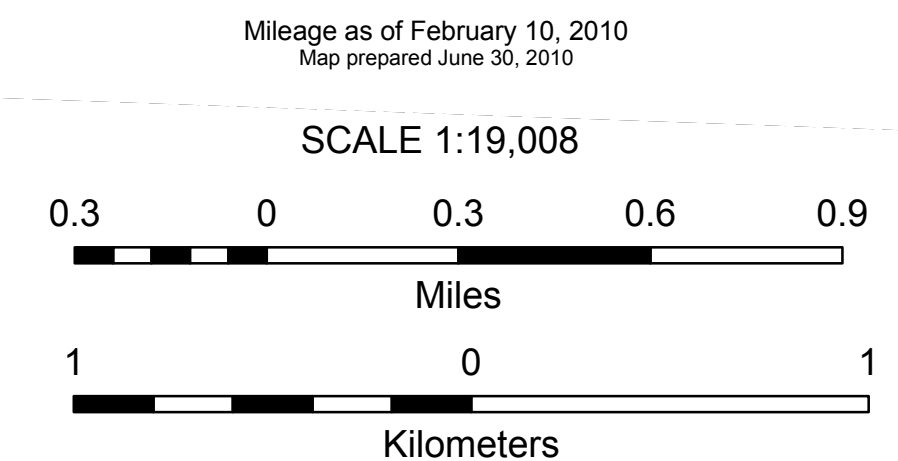 Mileage as of February 10, 2010
Map prepared June 30, 2010
SCALE 1:19,008
0.3 0 0.3 0.6 0.9
Miles
1 0 1
Kilometers